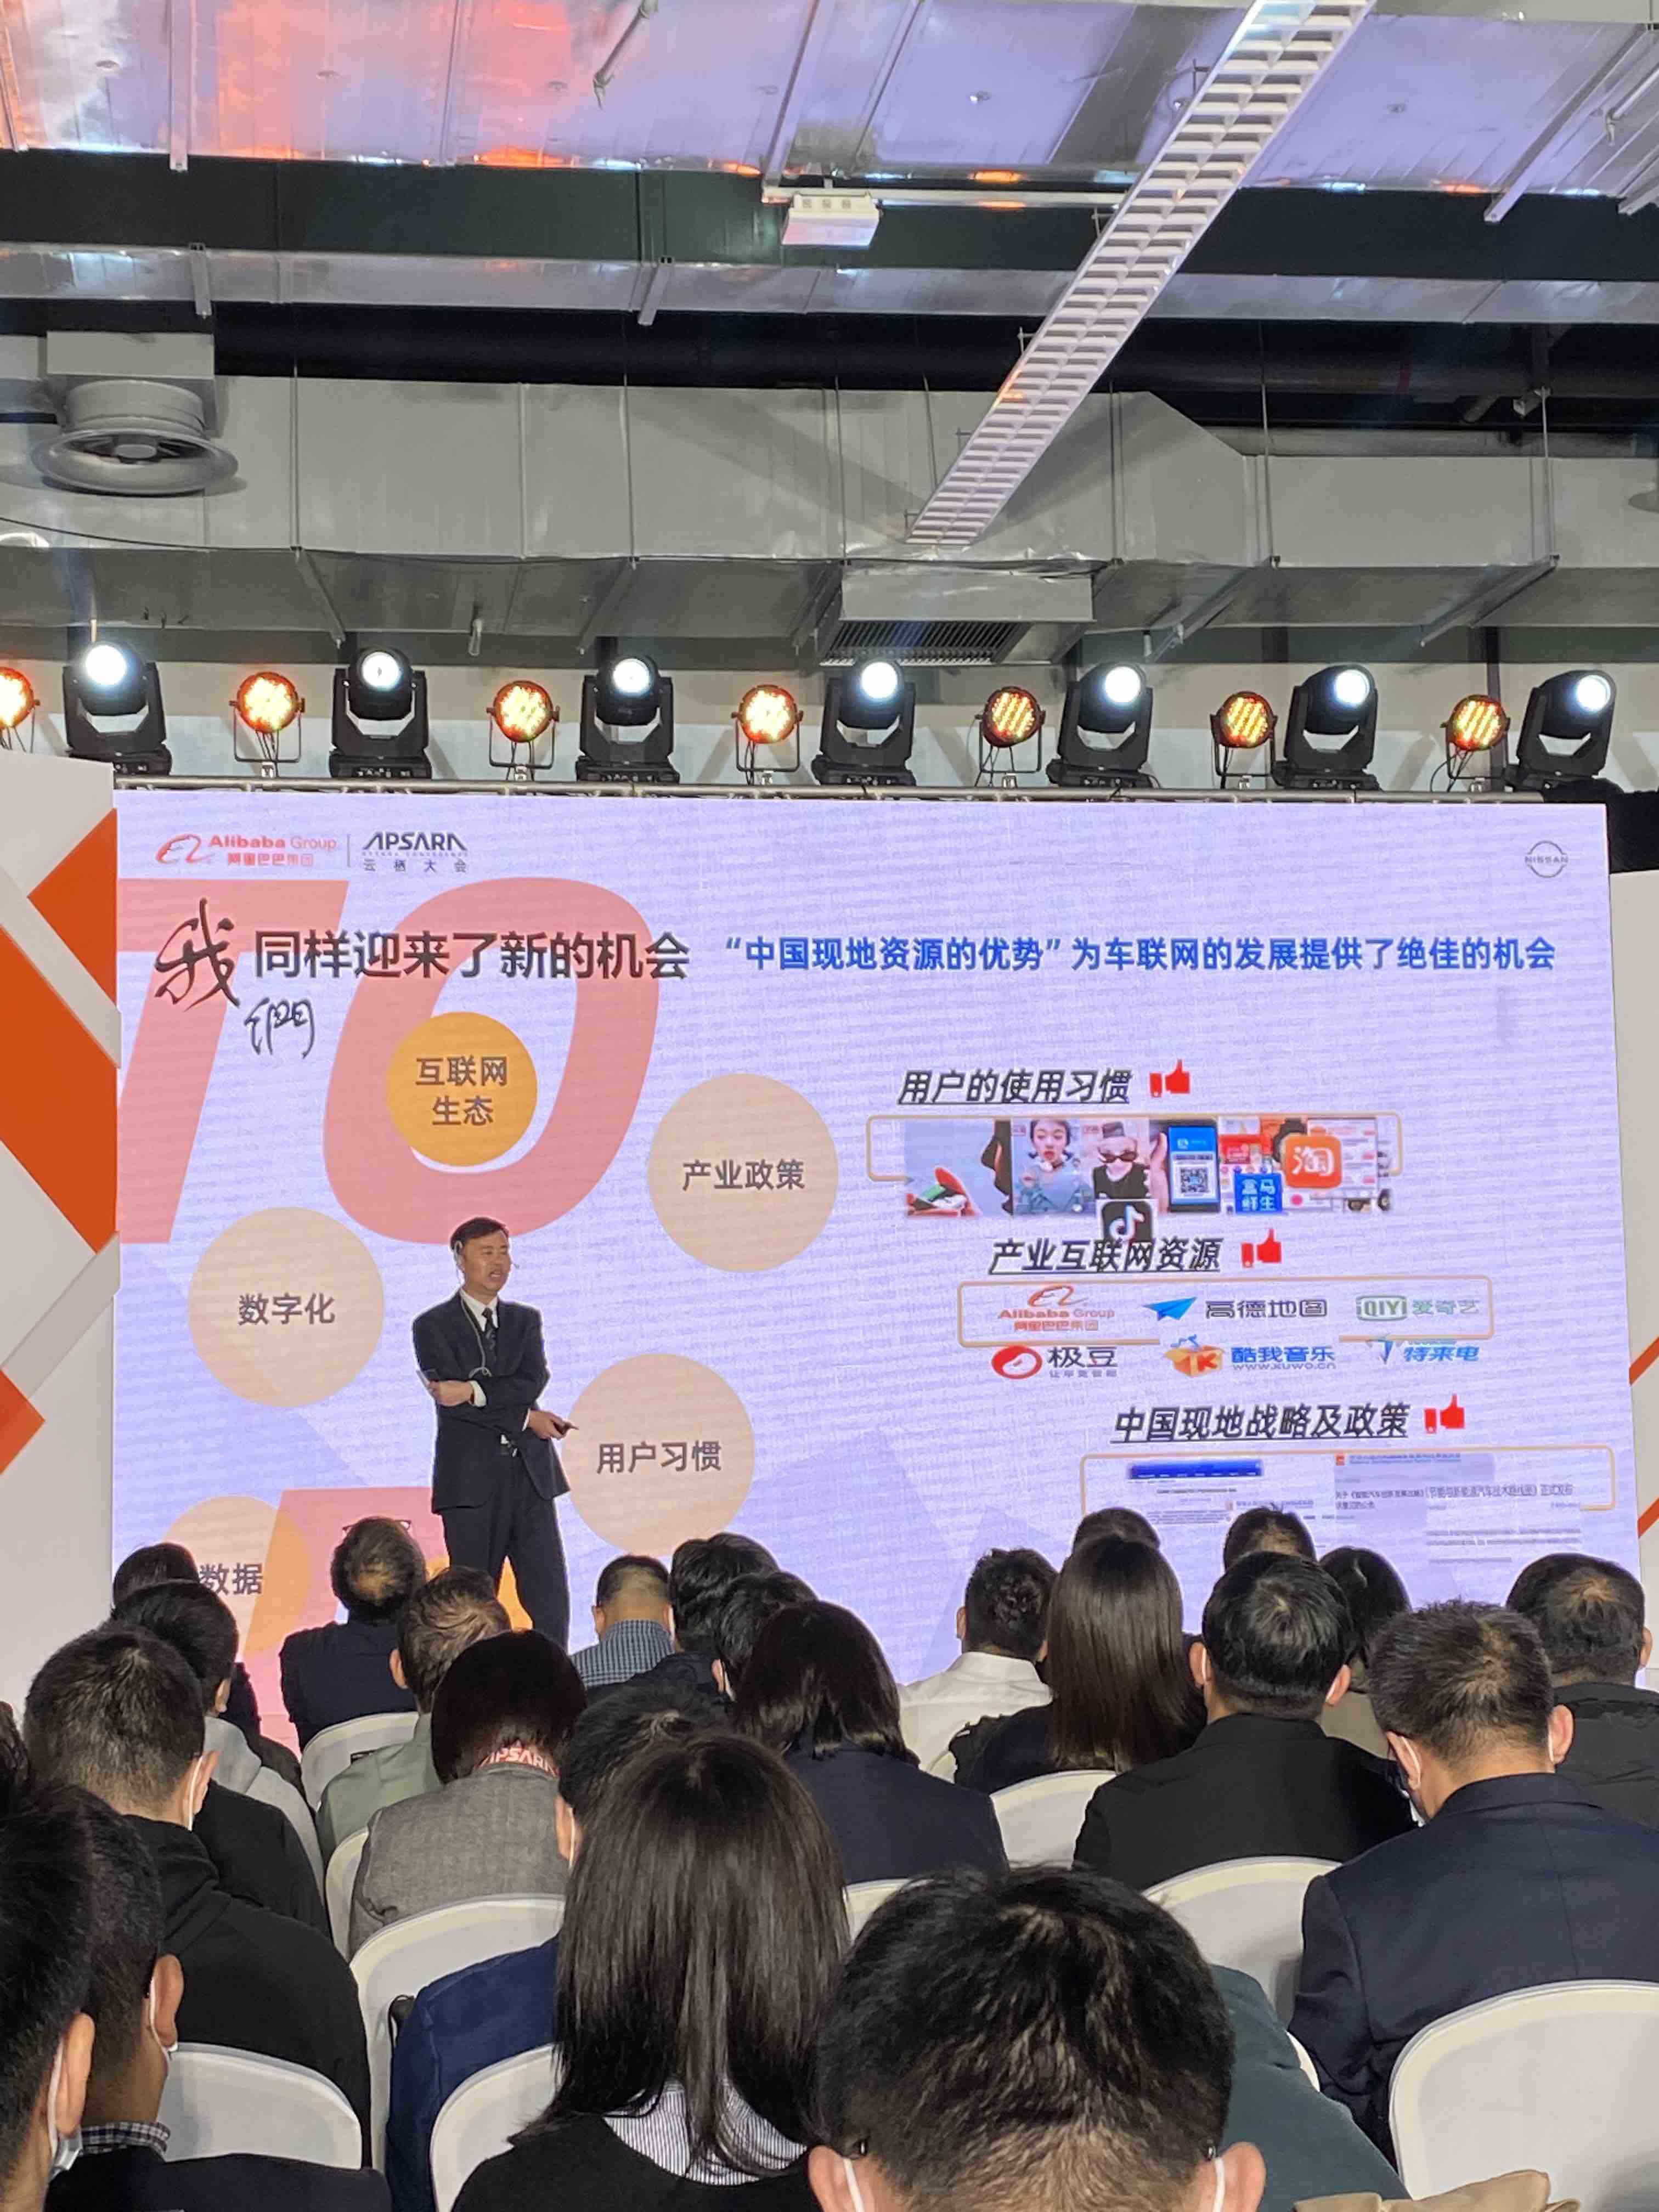 Alibaba Group
阿里巴巴集团
APSARA
云栖大会
NISSAN
TO
我们同样迎来了新的机会
“中国现地资源的优势”为车联网的发展提供了绝佳的机会
互联网
生态
产业政策
数字化
用户习惯
数据
用户的使用习惯
淘
盒马
鲜生
产业互联网资源
Alibaba Group
阿里巴巴集团
高德地图
iQIYI 爱奇艺
极豆
酷我音乐
www.kuwo.cn
特来电
中国现地战略及政策
APSARA